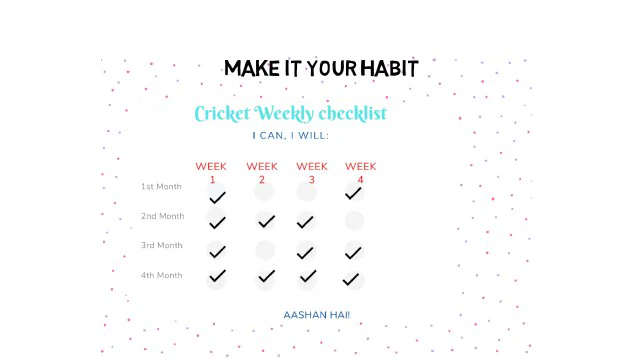 MAKE IT YOUR HABIT
Cricket Weekly checklist
I CAN, I WILL:
WEEK 1 WEEK 2 WEEK 3 WEEK 4
1st Month
2nd Month
3rd Month
4th Month
AASHAN HAI!